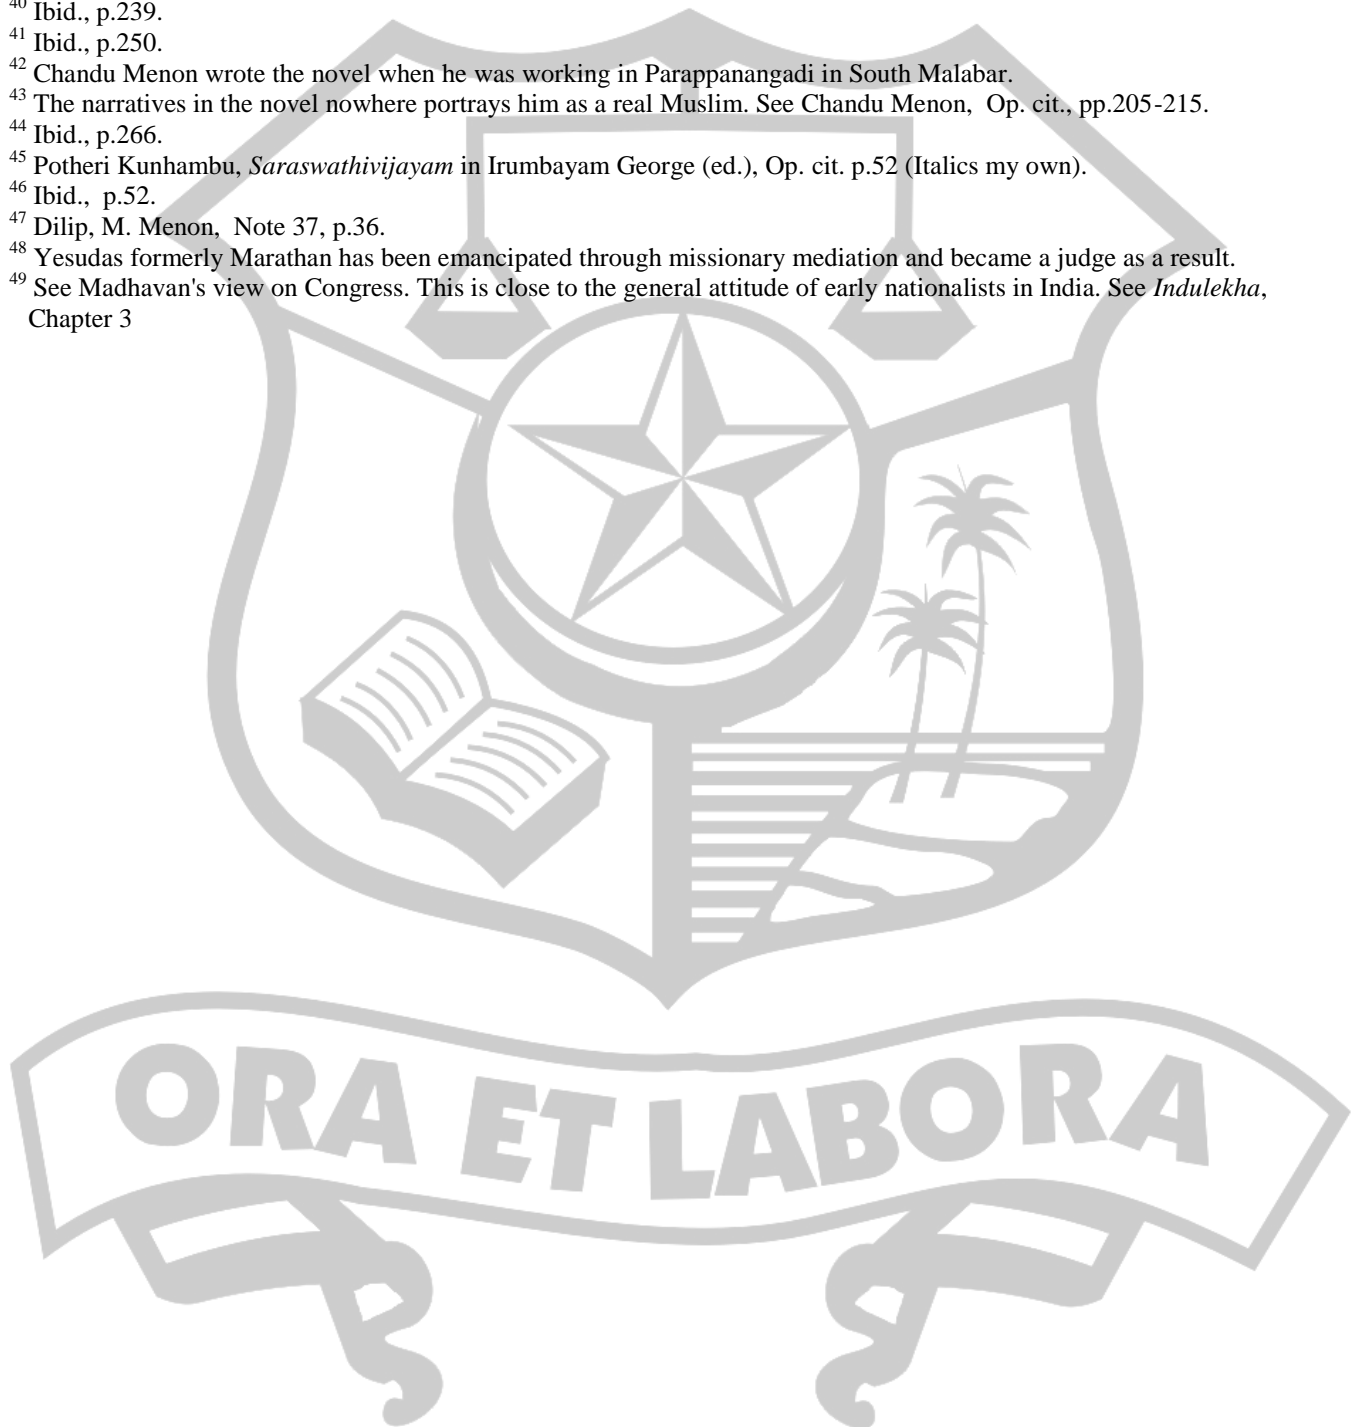 40 Ibid., p.239.
41 Ibid., p.250.
42 Chandu Menon wrote the novel when he was working in Parappanangadi in South Malabar.
43 The narratives in the novel nowhere portrays him as a real Muslim. See Chandu Menon,  Op. cit., pp.205-215.
44 Ibid., p.266.
45 Potheri Kunhambu, Saraswathivijayam in Irumbayam George (ed.), Op. cit. p.52 (Italics my own).
46 Ibid.,  p.52.
47 Dilip, M. Menon,  Note 37, p.36.
48 Yesudas formerly Marathan has been emancipated through missionary mediation and became a judge as a result.
49 See Madhavan's view on Congress. This is close to the general attitude of early nationalists in India. See Indulekha,
Chapter 3
ORA ET LABORA